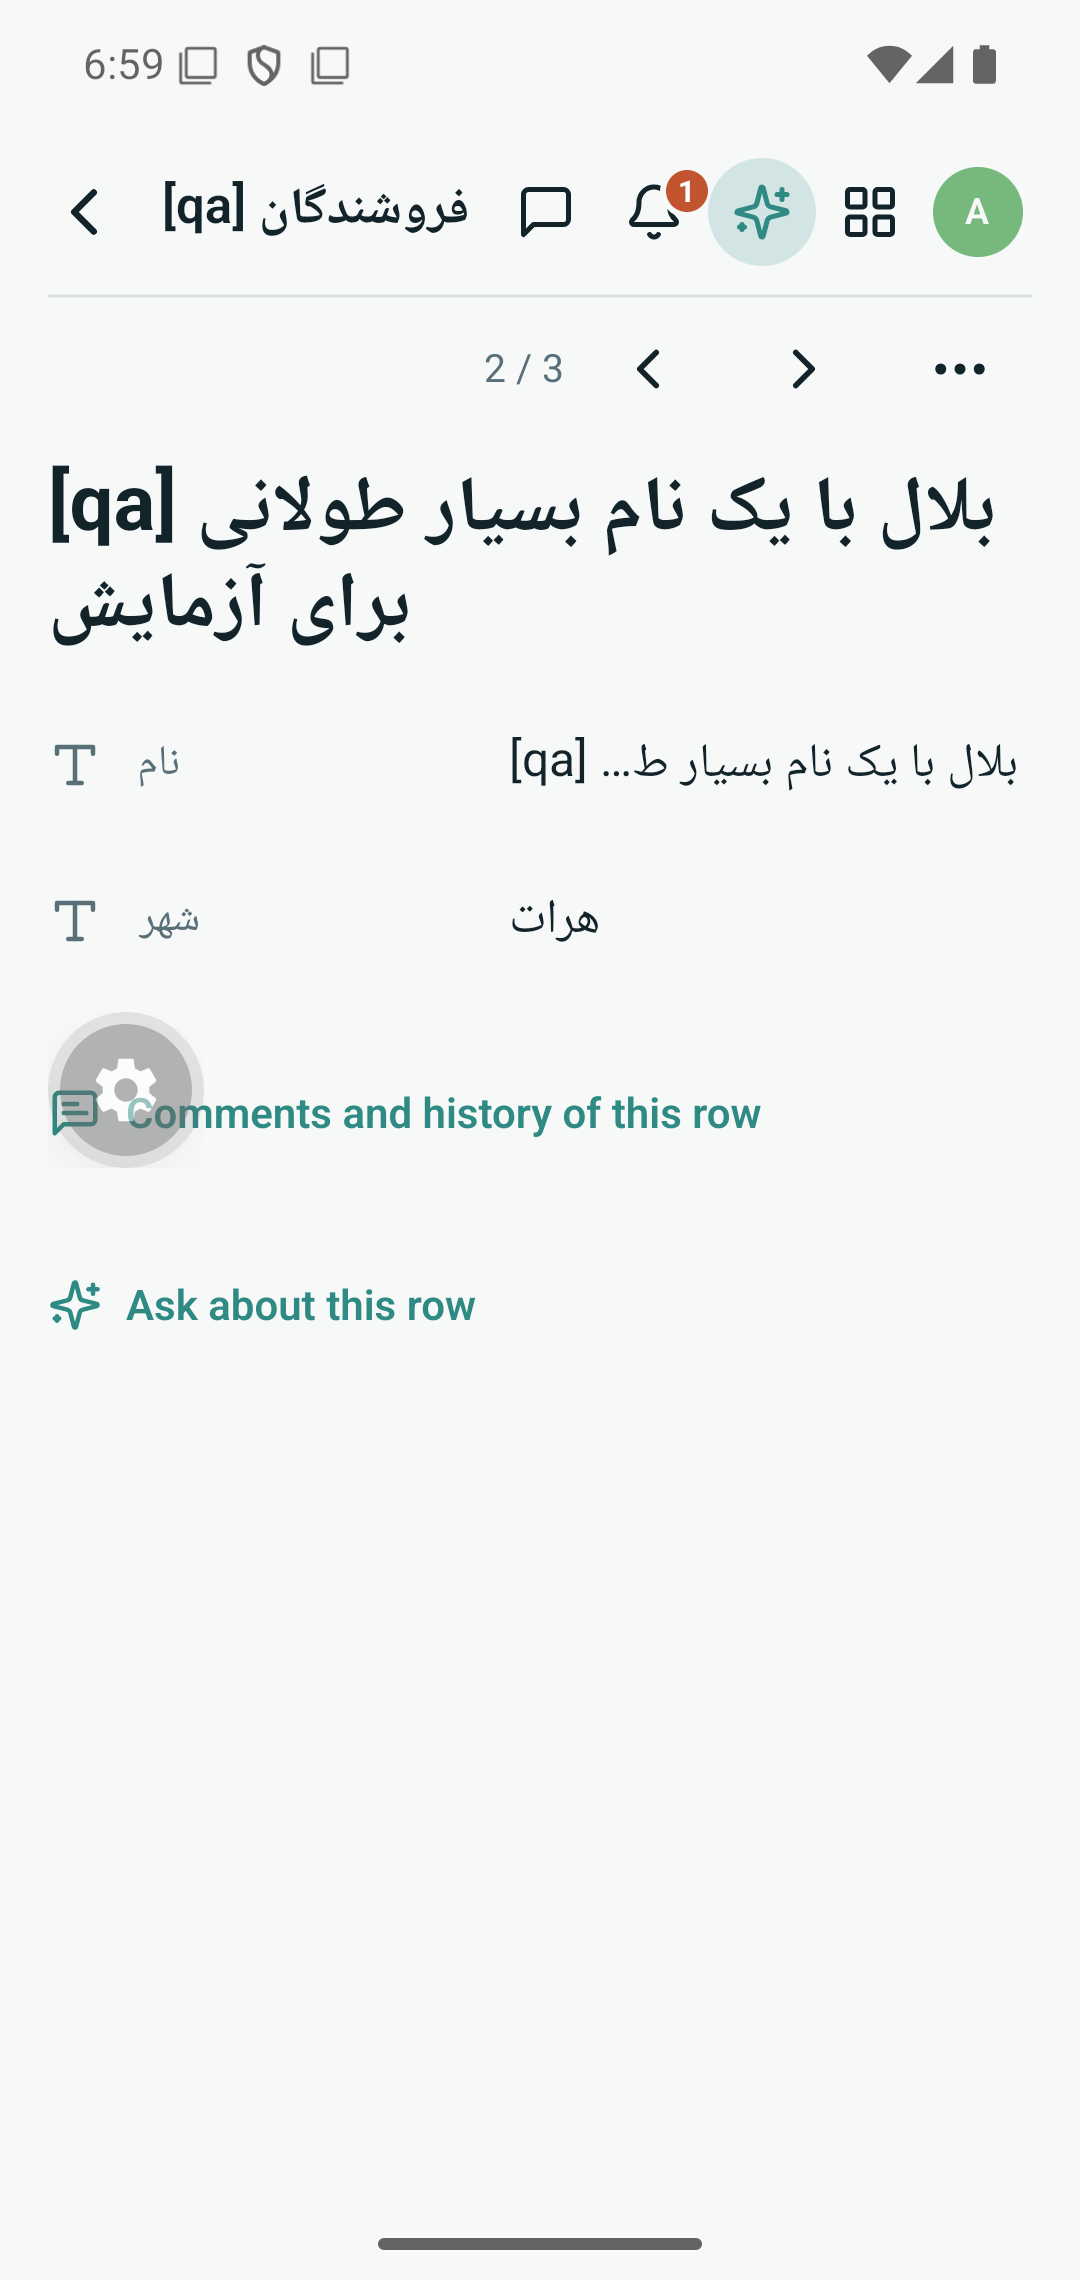 6:59
[qa] فروشندگان
1
A
2 / 3
[qa] بلال با یک نام بسیار طولانی
برای آزمایش
نام
[qa] بلال با یک نام بسیار ط...
شهر
هرات
Comments and history of this row
Ask about this row